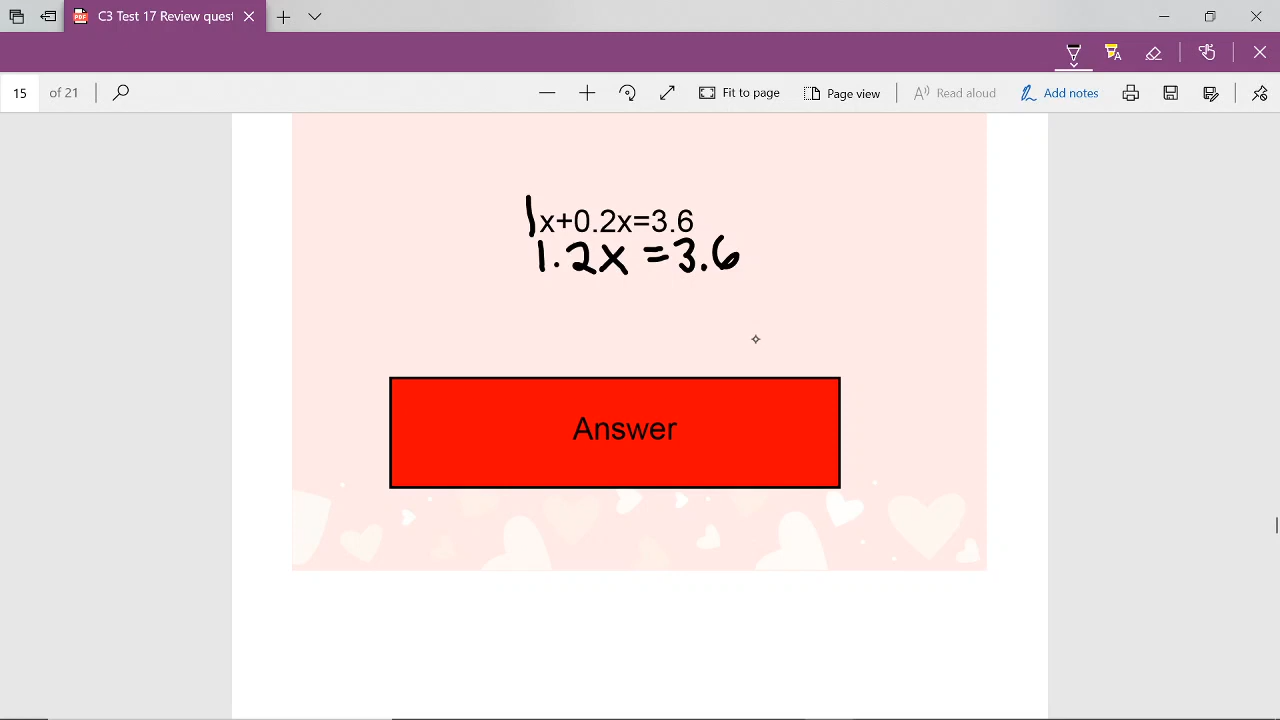 C3 Test 17 Review quest
15 of 21 Fit to page Page view Read aloud Add notes
1x+0.2x=3.6
1.2x =3.6
Answer